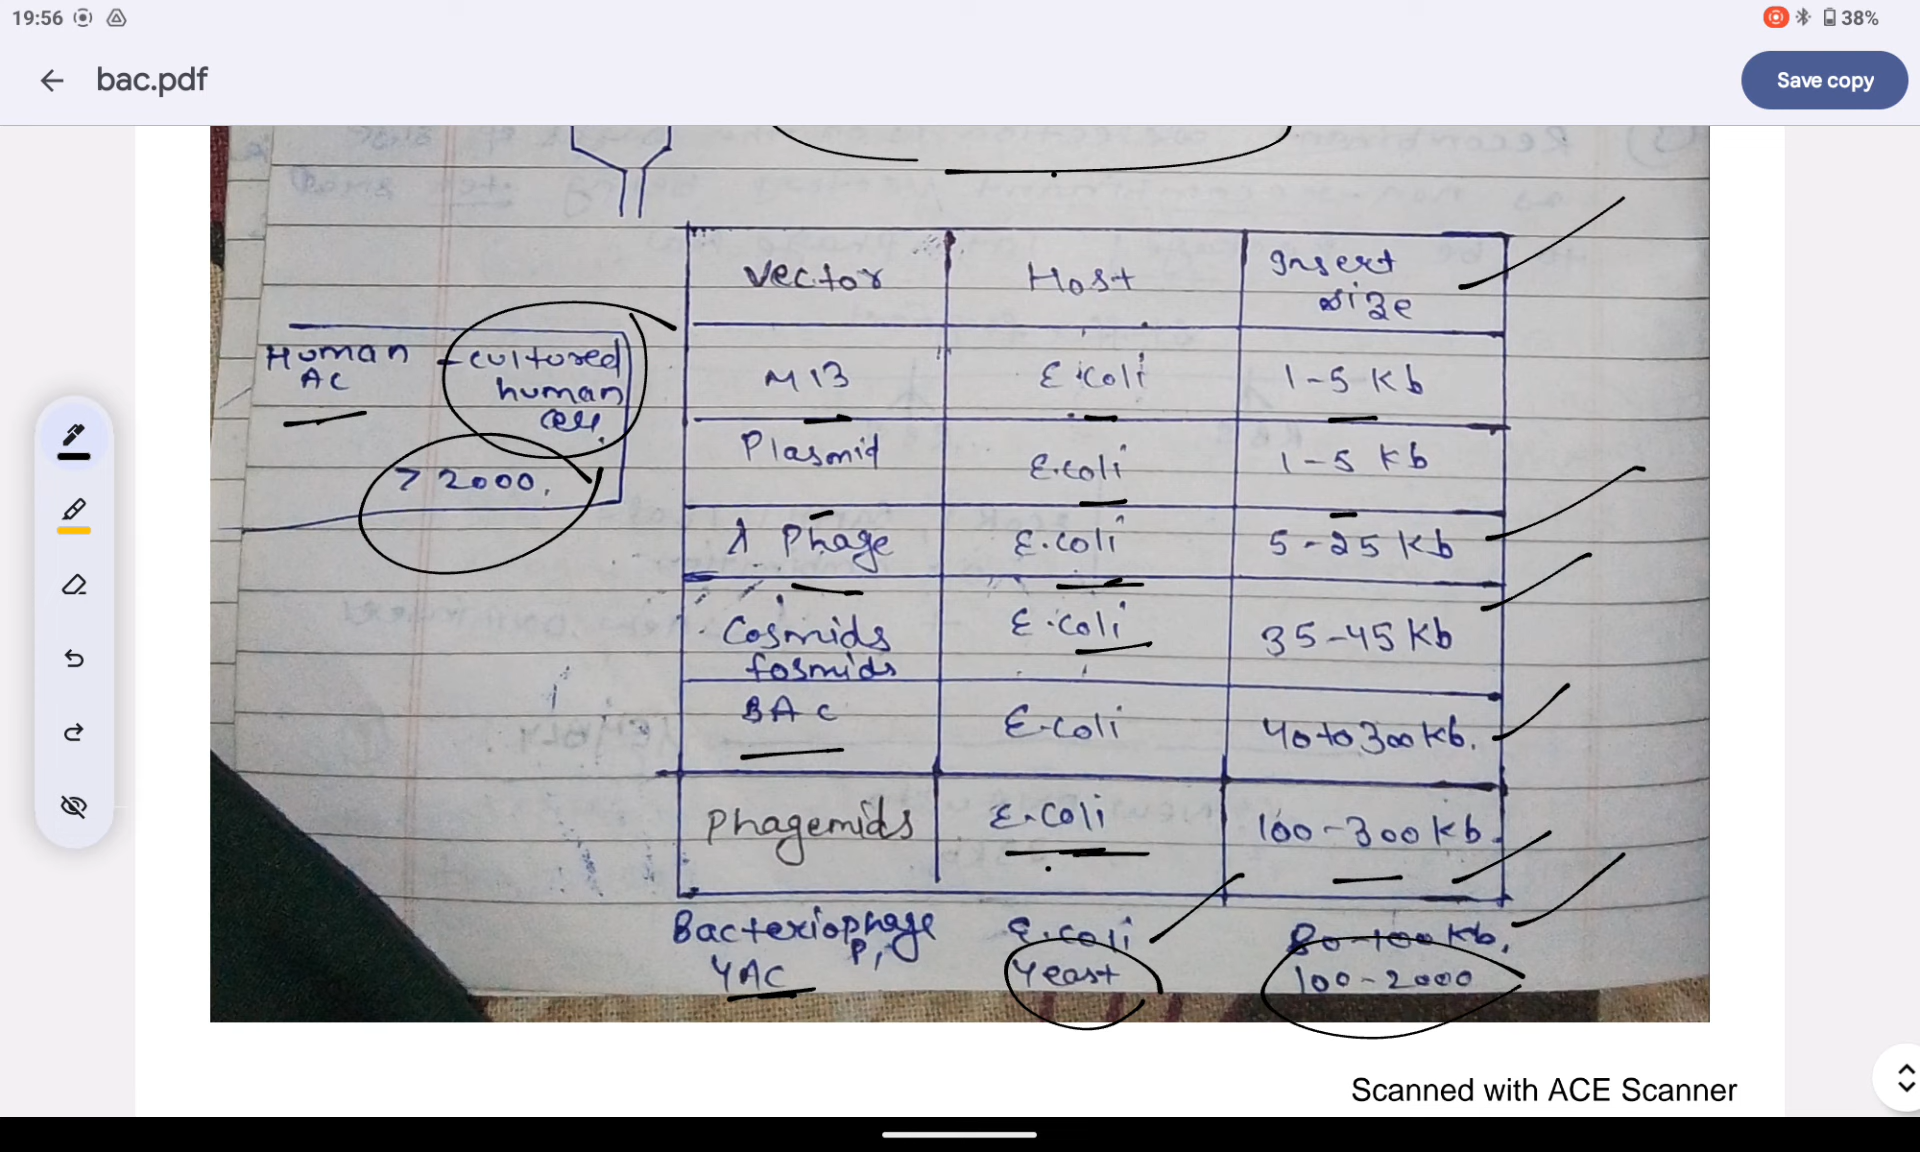 19:56
38%
bac.pdf
Save copy
Vector Host Insert size
Human AC - cultured human cell.
> 2000.
M13 E.coli 1-5 Kb
Plasmid E.coli 1-5 Kb
λ Phage E.coli 5-25 Kb
Cosmids fosmids E.coli 35-45 Kb
BAC E.coli 40 to 300 Kb.
Phagemids E.coli 100-300 Kb.
Bacteriophage P1 E.coli 80-100 Kb.
YAC Yeast 100-2000
Scanned with ACE Scanner